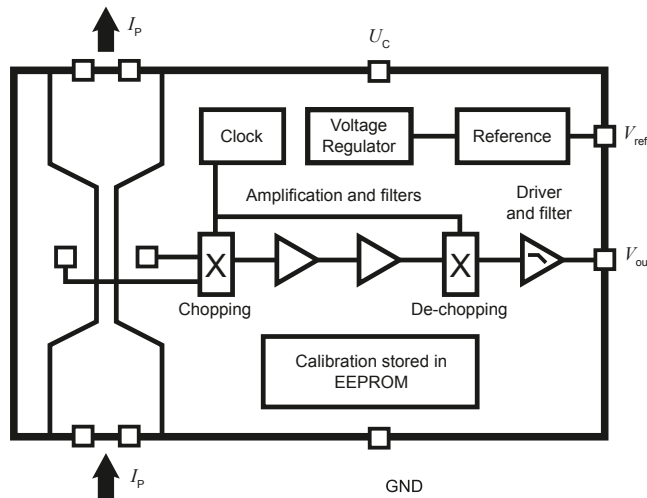 I_P
U_C
Clock
Voltage
Regulator
Reference
V_ref
Amplification and filters
Driver
and filter
X
X
V_ou
Chopping
De-chopping
Calibration stored in
EEPROM
I_P
GND